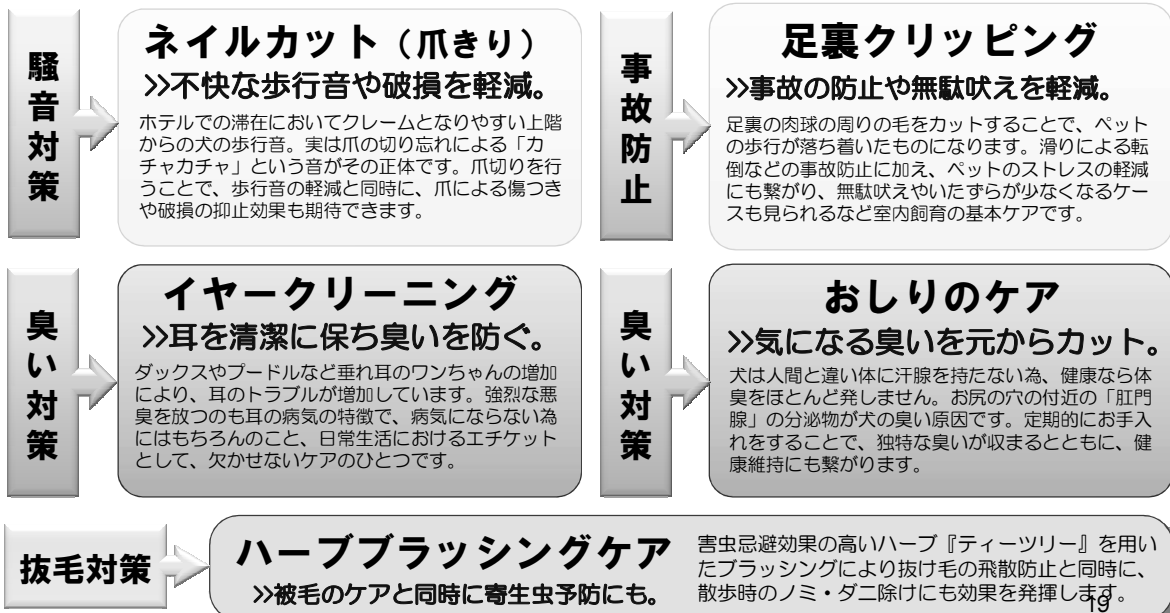 騒音対策
ネイルカット（爪きり）
≫不快な歩行音や破損を軽減。
ホテルでの滞在においてクレームとなりやすい上階
からの犬の歩行音。実は爪の切り忘れによる「カ
チャカチャ」という音がその正体です。爪切りを行
うことで、歩行音の軽減と同時に、爪による傷つき
や破損の抑止効果も期待できます。
事故防止
足裏クリッピング
≫事故の防止や無駄吠えを軽減。
足裏の肉球の周りの毛をカットすることで、ペット
の歩行が落ち着いたものになります。滑りによる転
倒などの事故防止に加え、ペットのストレスの軽減
にも繋がり、無駄吠えやいたずらが少なくなるケー
スも見られるなど室内飼育の基本ケアです。
臭い対策
イヤークリーニング
≫耳を清潔に保ち臭いを防ぐ。
ダックスやプードルなど垂れ耳のワンちゃんの増加
により、耳のトラブルが増加しています。強烈な悪
臭を放つのも耳の病気の特徴で、病気にならない為
にはもちろんのこと、日常生活におけるエチケット
として、欠かせないケアのひとつです。
臭い対策
おしりのケア
≫気になる臭いを元からカット。
犬は人間と違い体に汗腺を持たない為、健康なら体
臭をほとんど発しません。お尻の穴の付近の「肛門
腺」の分泌物が犬の臭い原因です。定期的にお手入
れをすることで、独特な臭いが収まるとともに、健
康維持にも繋がります。
抜毛対策
ハーブブラッシングケア
≫被毛のケアと同時に寄生虫予防にも。
害虫忌避効果の高いハーブ『ティーツリー』を用い
たブラッシングにより抜け毛の飛散防止と同時に、
散歩時のノミ・ダニ除けにも効果を発揮します。
19